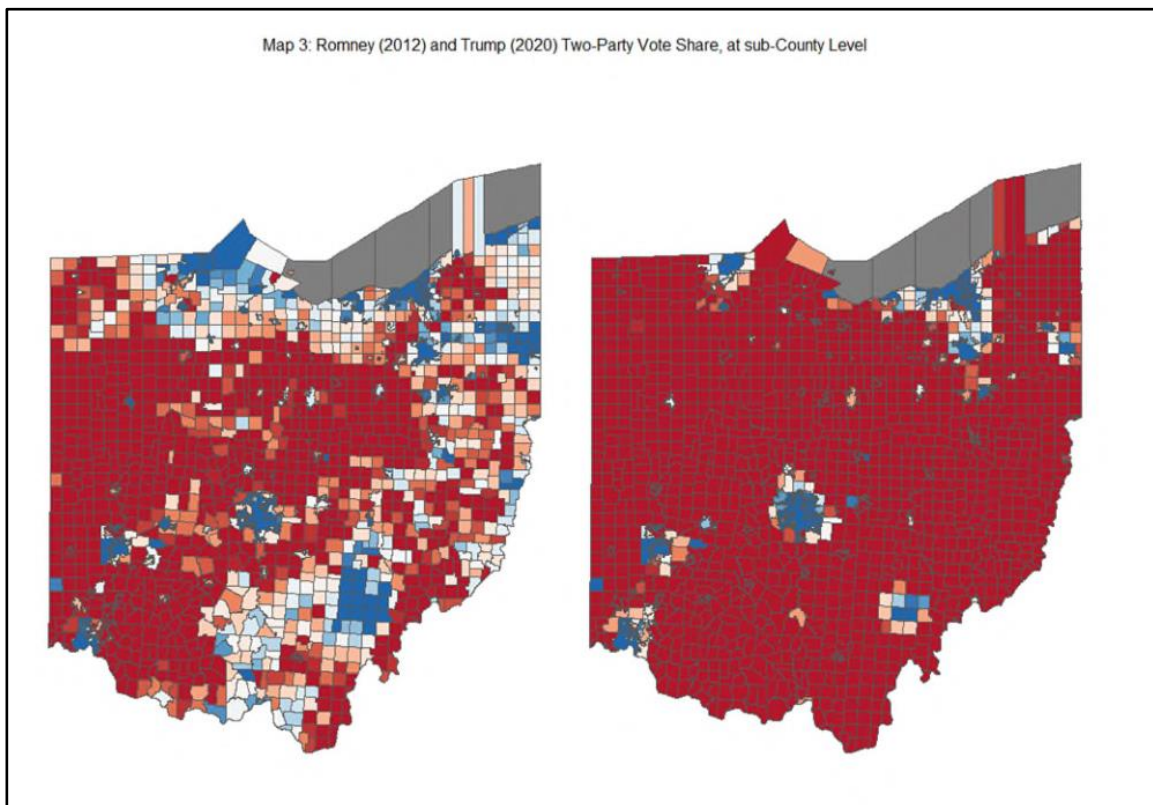 Map 3: Romney (2012) and Trump (2020) Two-Party Vote Share, at sub-County Level